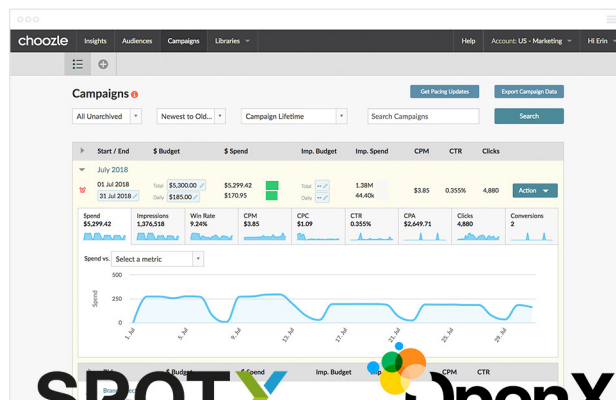 choozle Insights Audiences Campaigns Libraries Help Account: US - Marketing Hi Erin
Campaigns Get Pacing Updates Export Campaign Data
All Unarchived Newest to Old... Campaign Lifetime Search Campaigns Search
Start / End $ Budget $ Spend Imp. Budget Imp. Spend CPM CTR Clicks
July 2018
01 Jul 2018 Total $5,300.00 $5,299.42 Total -- 1.38M
$3.85 0.355% 4,880 Action
31 Jul 2018 Daily $185.00 $170.95 Daily -- 44.40k
Spend Impressions Win Rate CPM CPC CTR CPA Clicks Conversions
$5,299.42 1,376,518 9.24% $3.85 $1.09 0.355% $2,649.71 4,880 2
Spend vs. Select a metric
500
250
0
Spend
1. Jul 5. Jul 9. Jul 13. Jul 17. Jul 21. Jul 25. Jul 29. Jul
$ Budget $ Spend Imp. Budget Imp CPM CTR
SPOTX OpenX